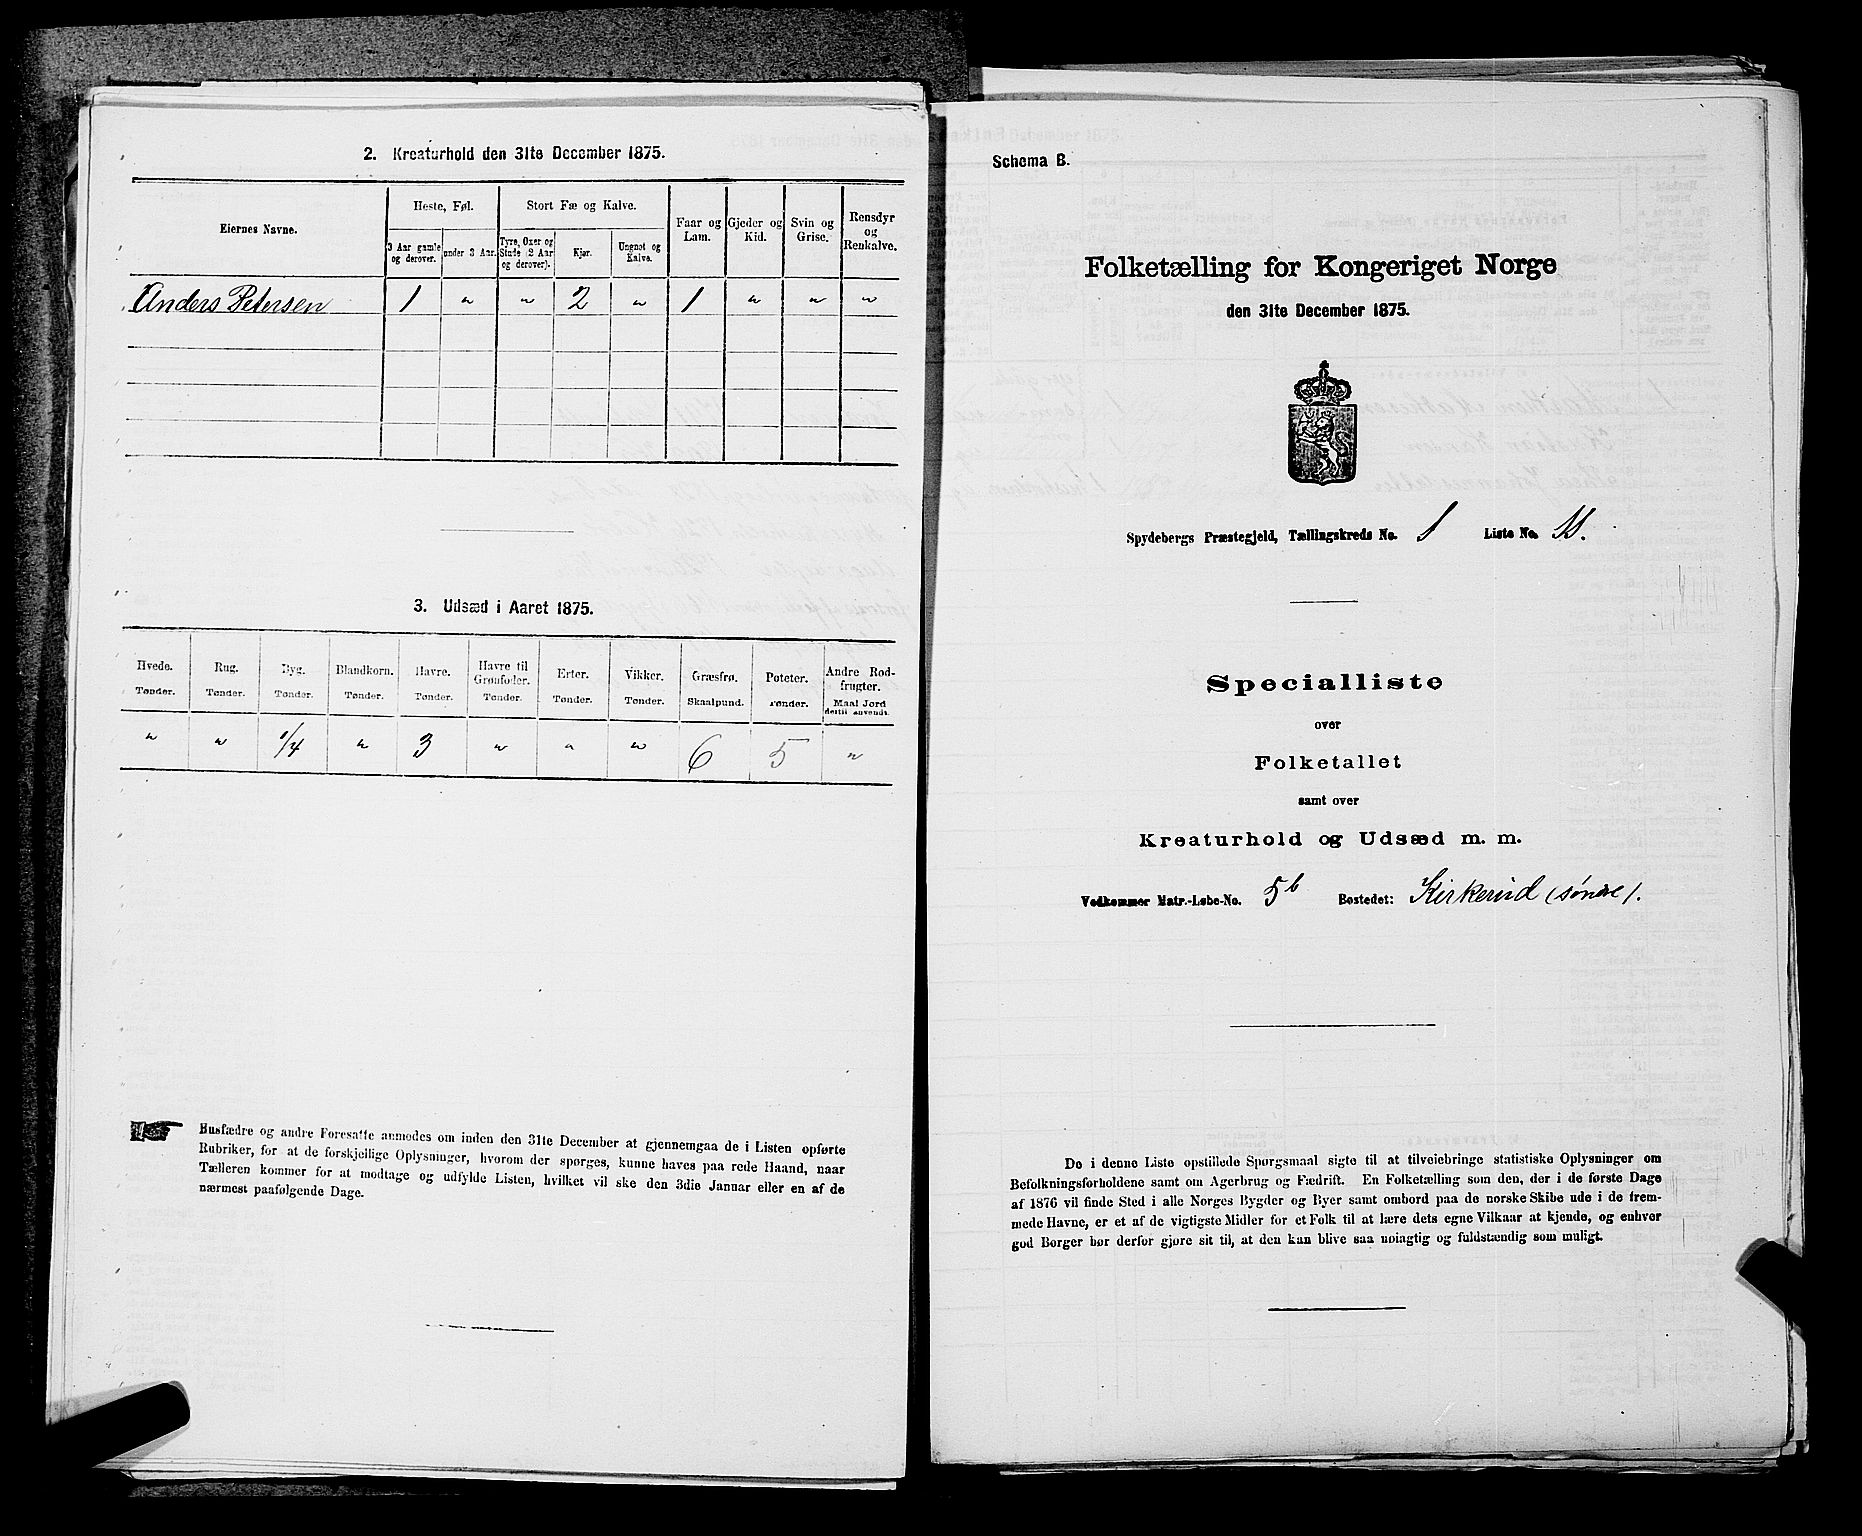 2. Kreaturhold den 31te December 1875.
Eiernes Navne.
Heste, Føl.
Stort Fæ og Kalve.
Faar og Lam.
Gjeder og Kid.
Svin og Grise.
Rensdyr og Renkalve.
3 Aar gamle og derover.
under 3 Aar.
Tyre, Oxer og Stude (2 Aar og derover).
Kjør.
Ungnøt og Kalve.
Anders Petersen 1 " " 2 " 1 " " "
3. Udsæd i Aaret 1875.
Hvede. Rug. Byg. Blandkorn. Havre. Havre til Grønfoder. Erter. Vikker. Græsfrø. Poteter. Andre Rodfrugter.
Tønder. Tønder. Tønder. Tønder. Tønder. Tønder. Tønder. Tønder. Skaalpund. Tønder. Maal Jord dertil anvendt.
" " 1/4 " 3 " " " 6 5 "
Husfædre og andre Foresatte anmodes om inden den 31te December at gjennemgaa de i Listen opførte
Rubriker, for at de forskjellige Oplysninger, hvorom der spørges, kunne haves paa rede Haand, naar
Tælleren kommer for at modtage og udfylde Listen, hvilket vil ske den 3die Januar eller en af de
nærmest paafølgende Dage.
Schema B.
Folketælling for Kongeriget Norge
den 31te December 1875.
Spydebergs Præstegjeld, Tællingskreds No. 1 Liste No. 11.
Specialliste
over
Folketallet
samt over
Kreaturhold og Udsæd m. m.
Vedkommer Matr.-Løbe-No. 5b Bostedet: Kirkerud (søndre).
De i denne Liste opstillede Spørgsmaal sigte til at tilveiebringe statistiske Oplysninger om
Befolkningsforholdene samt om Agerbrug og Fædrift. En Folketælling som den, der i de første Dage
af 1876 vil finde Sted i alle Norges Bygder og Byer samt ombord paa de norske Skibe ude i de frem-
mede Havne, er et af de vigtigste Midler for et Folk til at lære dets egne Vilkaar at kjende, og enhver
god Borger bør derfor gjøre sit til, at den kan blive saa nøiagtig og fuldstændig som muligt.